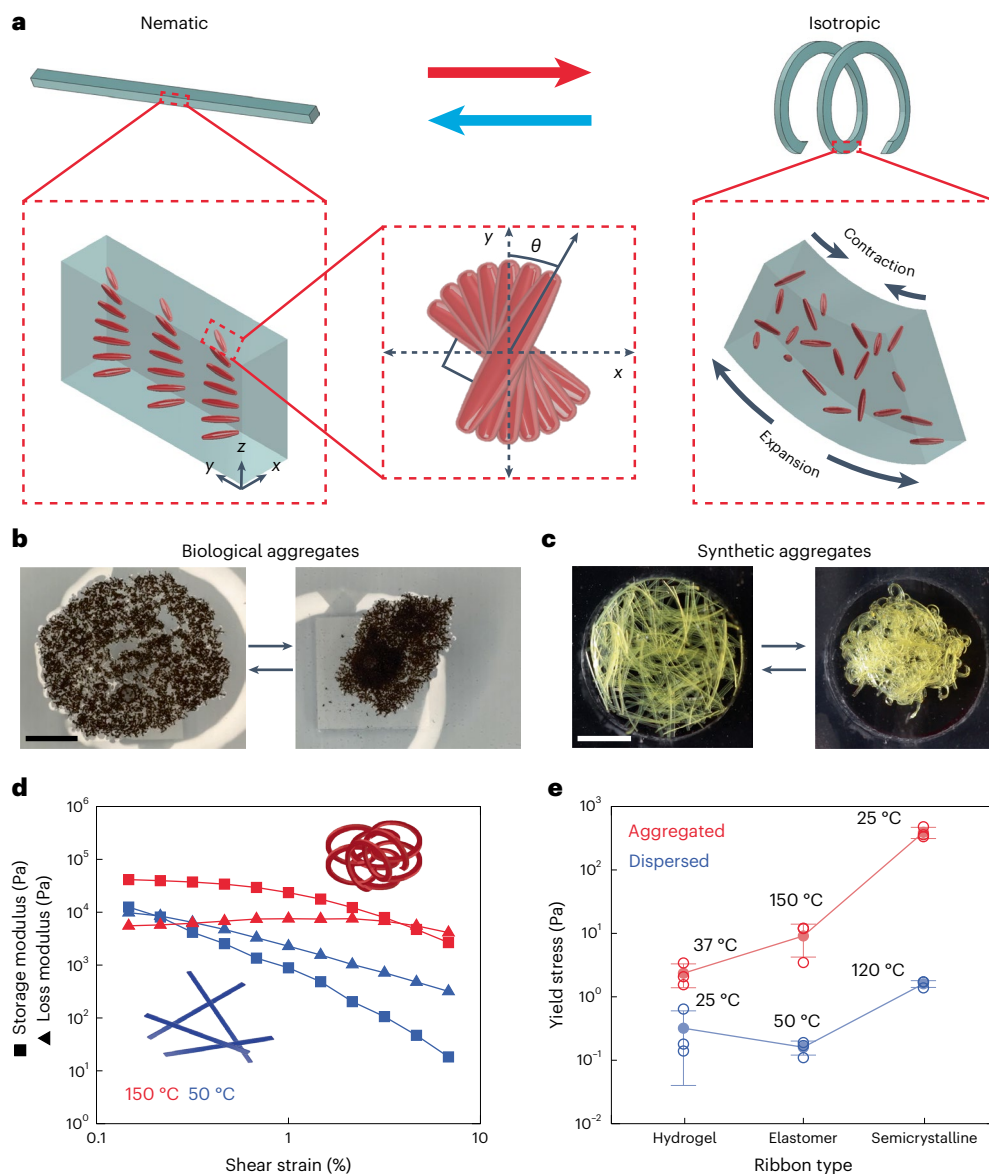 a
Nematic
Isotropic
y
θ
x
Contraction
Expansion
z
y
x
b
Biological aggregates
c
Synthetic aggregates
d
■ Storage modulus (Pa)
▲ Loss modulus (Pa)
10⁶
10⁵
10⁴
10³
10²
10¹
10⁰
150 °C 50 °C
0.1
1
10
Shear strain (%)
e
Yield stress (Pa)
10³
10²
10¹
10⁰
10⁻¹
10⁻²
Aggregated
Dispersed
25 °C
150 °C
37 °C
120 °C
25 °C
50 °C
Hydrogel
Elastomer
Semicrystalline
Ribbon type